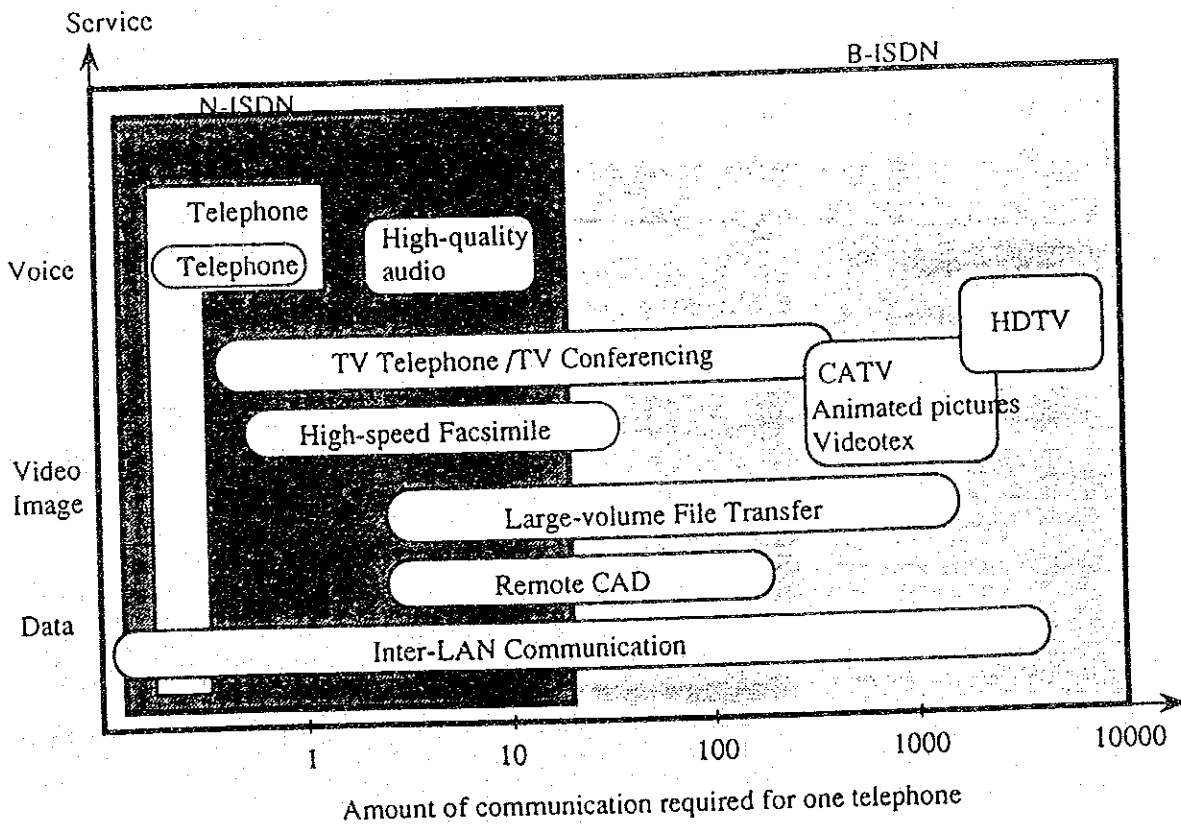 Service
B-ISDN
N-ISDN
Telephone
Telephone
High-quality
audio
Voice
HDTV
TV Telephone /TV Conferencing
CATV
Animated pictures
Videotex
High-speed Facsimile
Video
Image
Large-volume File Transfer
Remote CAD
Data
Inter-LAN Communication
1
10
100
1000
10000
Amount of communication required for one telephone